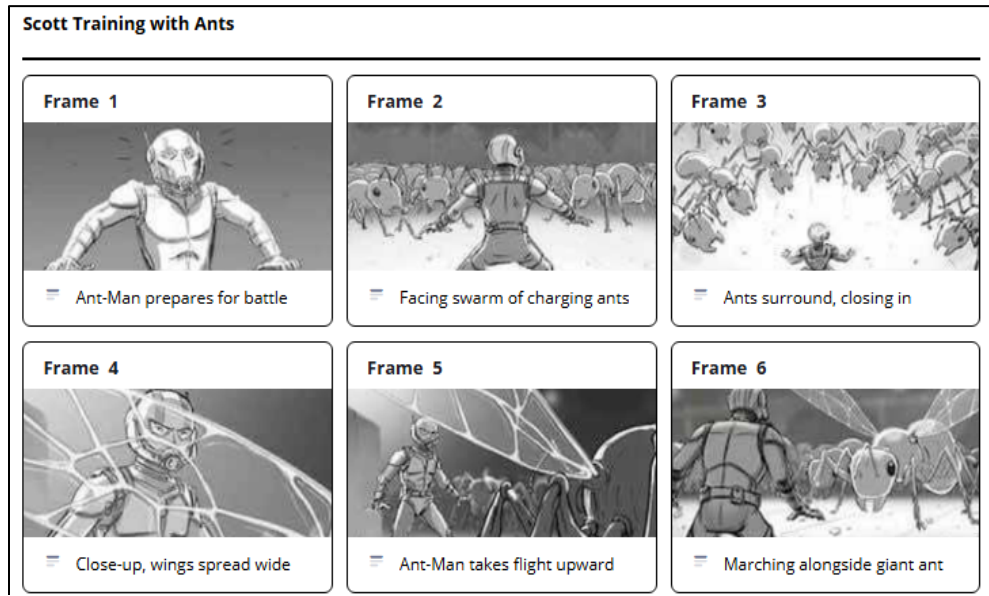 Scott Training with Ants
Frame 1
Frame 2
Frame 3
Ant-Man prepares for battle
Facing swarm of charging ants
Ants surround, closing in
Frame 4
Frame 5
Frame 6
Close-up, wings spread wide
Ant-Man takes flight upward
Marching alongside giant ant